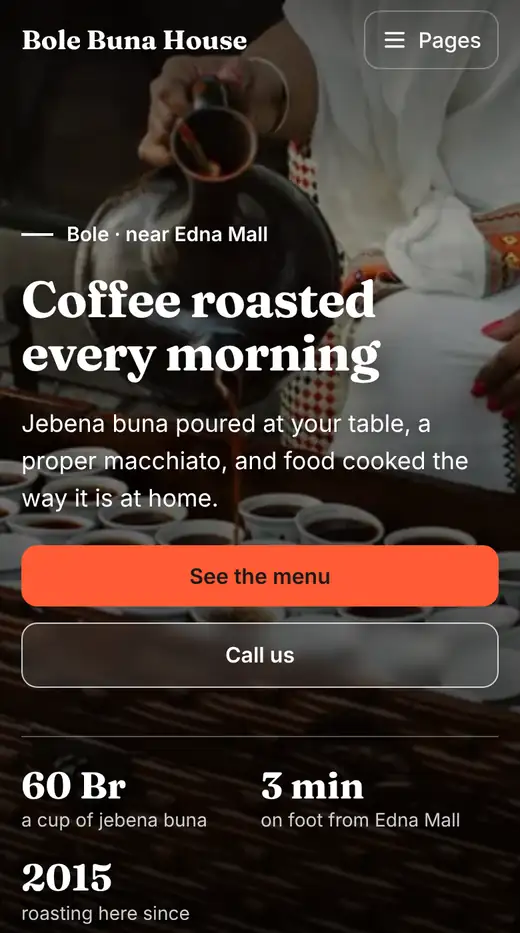 Bole Buna House
Pages
Bole · near Edna Mall
Coffee roasted
every morning
Jebena buna poured at your table, a
proper macchiato, and food cooked the
way it is at home.
See the menu
Call us
60 Br
a cup of jebena buna
3 min
on foot from Edna Mall
2015
roasting here since